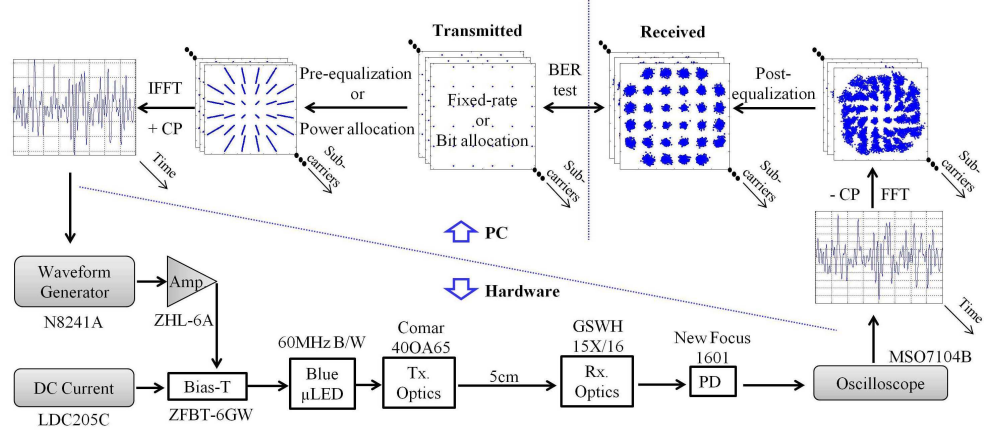 Transmitted
Received
IFFT
+ CP
Pre-equalization
or
Power allocation
Fixed-rate
or
Bit allocation
BER
test
Post-
equalization
Time
Sub-
carriers
Sub-
carriers
Sub-
carriers
Sub-
carriers
- CP
FFT
PC
Hardware
Time
Waveform
Generator
N8241A
Amp
ZHL-6A
DC Current
LDC205C
Bias-T
ZFBT-6GW
60MHz B/W
Blue
µLED
Comar
40OA65
Tx.
Optics
5cm
GSWH
15X/16
Rx.
Optics
New Focus
1601
PD
MSO7104B
Oscilloscope